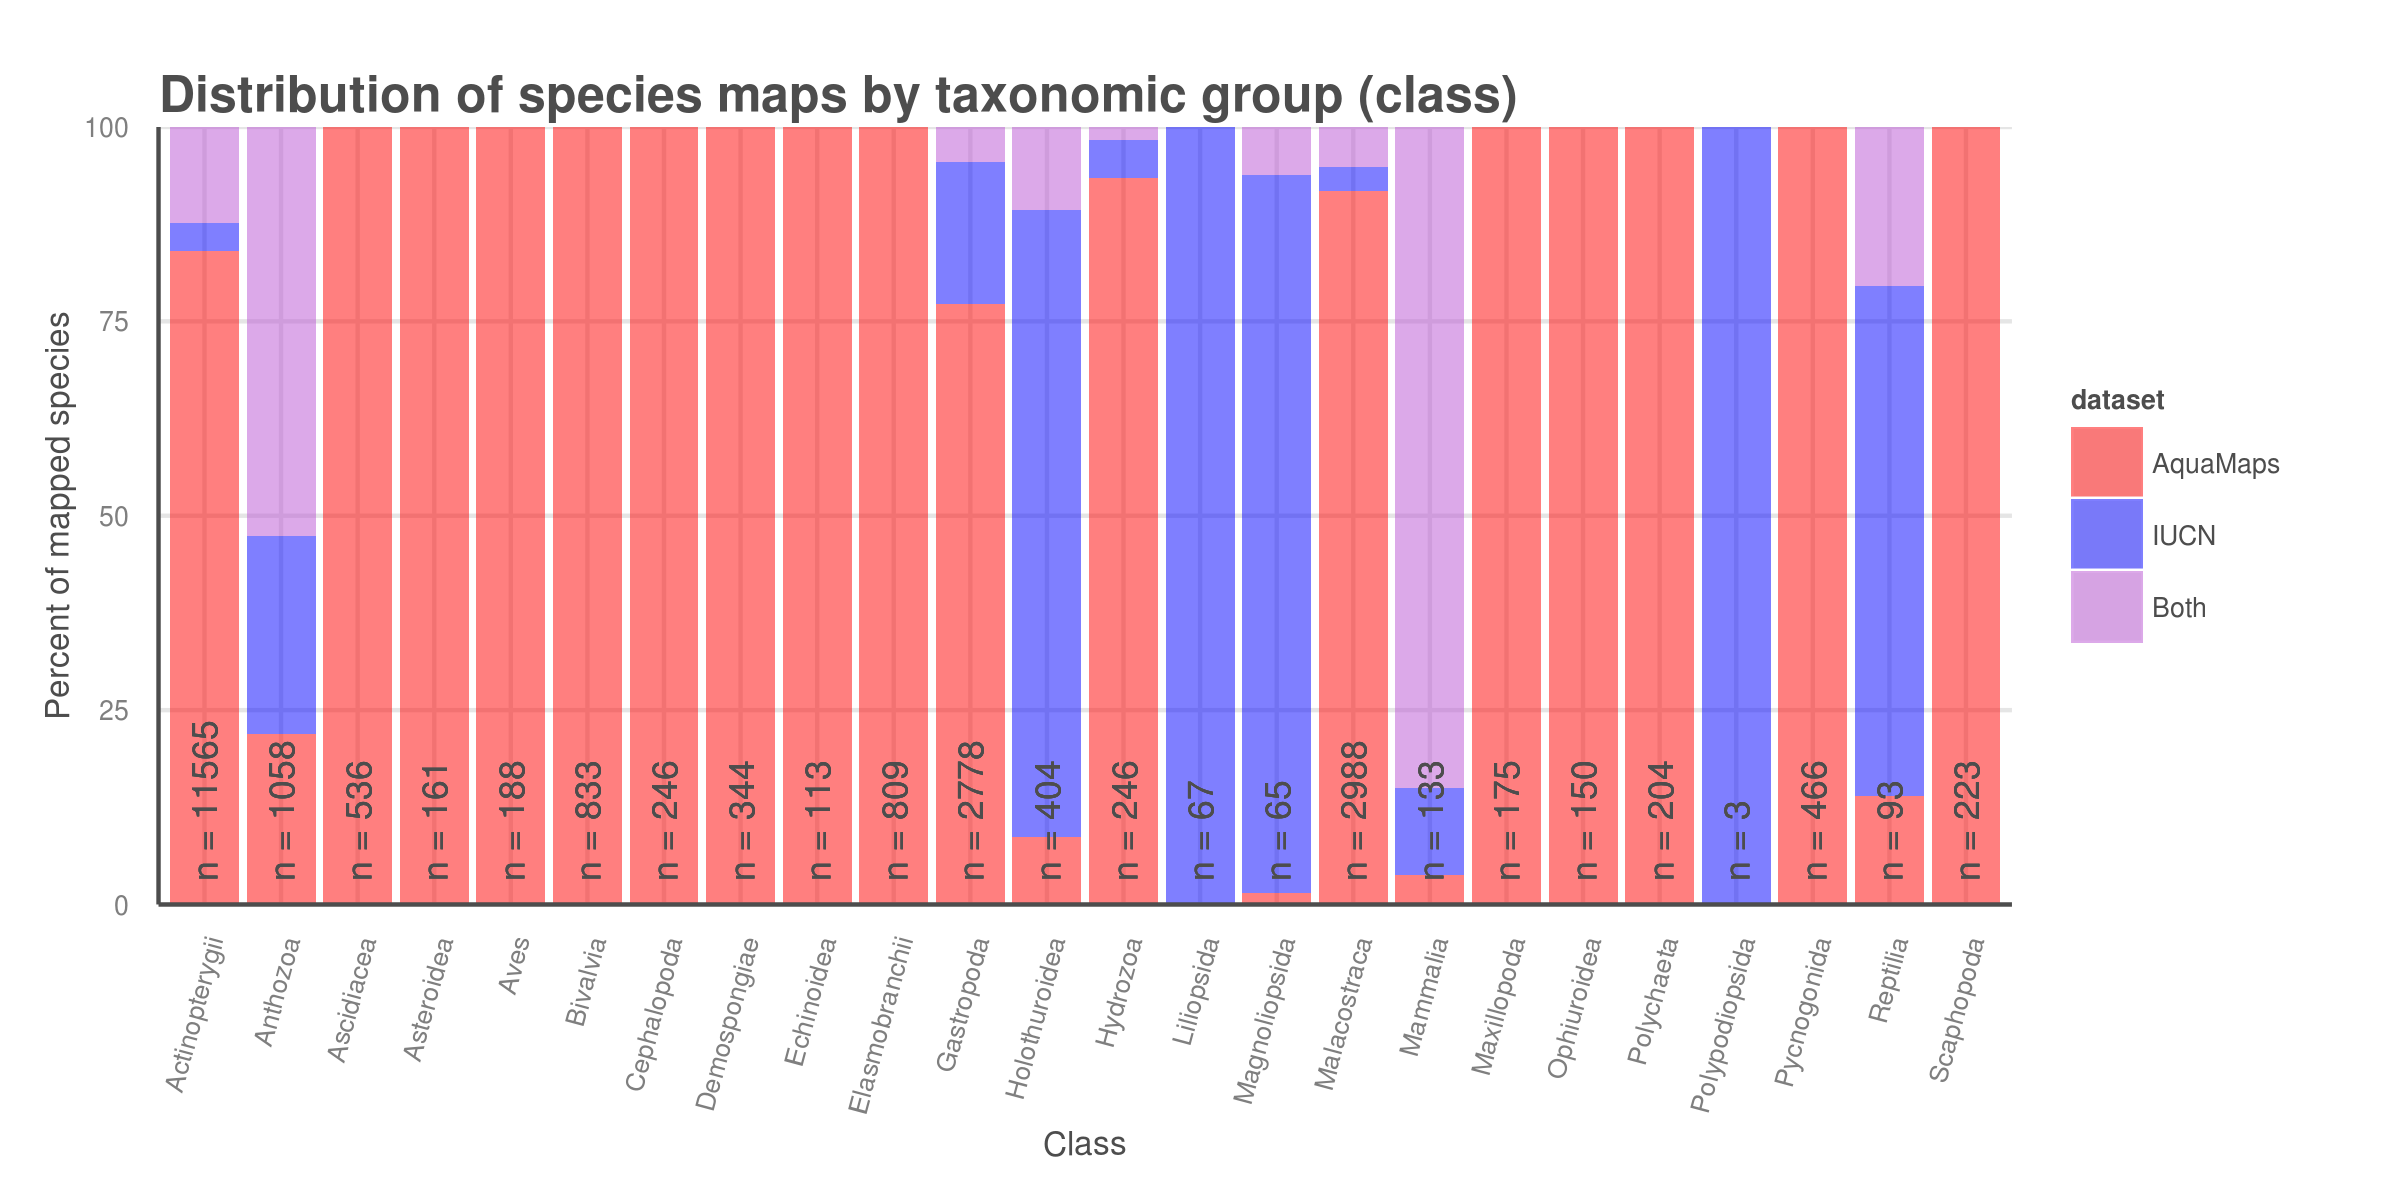 Distribution of species maps by taxonomic group (class)
Percent of mapped species
100
75
50
25
0
n = 11565
n = 1058
n = 536
n = 161
n = 188
n = 833
n = 246
n = 344
n = 113
n = 809
n = 2778
n = 404
n = 246
n = 67
n = 65
n = 2988
n = 133
n = 175
n = 150
n = 204
n = 3
n = 466
n = 93
n = 223
Actinopterygii
Anthozoa
Ascidiacea
Asteroidea
Aves
Bivalvia
Cephalopoda
Demospongiae
Echinoidea
Elasmobranchii
Gastropoda
Holothuroidea
Hydrozoa
Liliopsida
Magnoliopsida
Malacostraca
Mammalia
Maxillopoda
Ophiuroidea
Polychaeta
Polypodiopsida
Pycnogonida
Reptilia
Scaphopoda
Class
dataset
AquaMaps
IUCN
Both